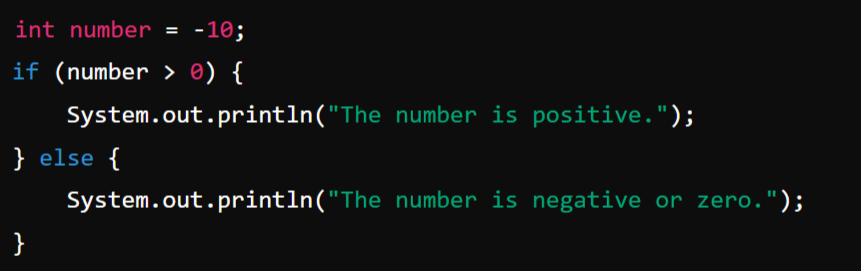 int number = -10;
if (number > 0) {
    System.out.println("The number is positive.");
} else {
    System.out.println("The number is negative or zero.");
}